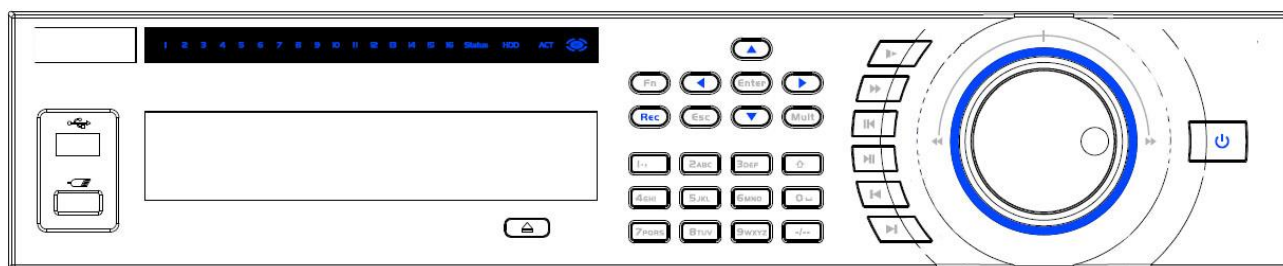 1 2 3 4 5 6 7 8 9 10 11 12 13 14 15 16 Status HDD ACT
Fn Enter
Rec Esc Mult
1., 2ABC 3DEF
4GHI 5JKL 6MNO 0
7PQRS 8TUV 9WXYZ -/--